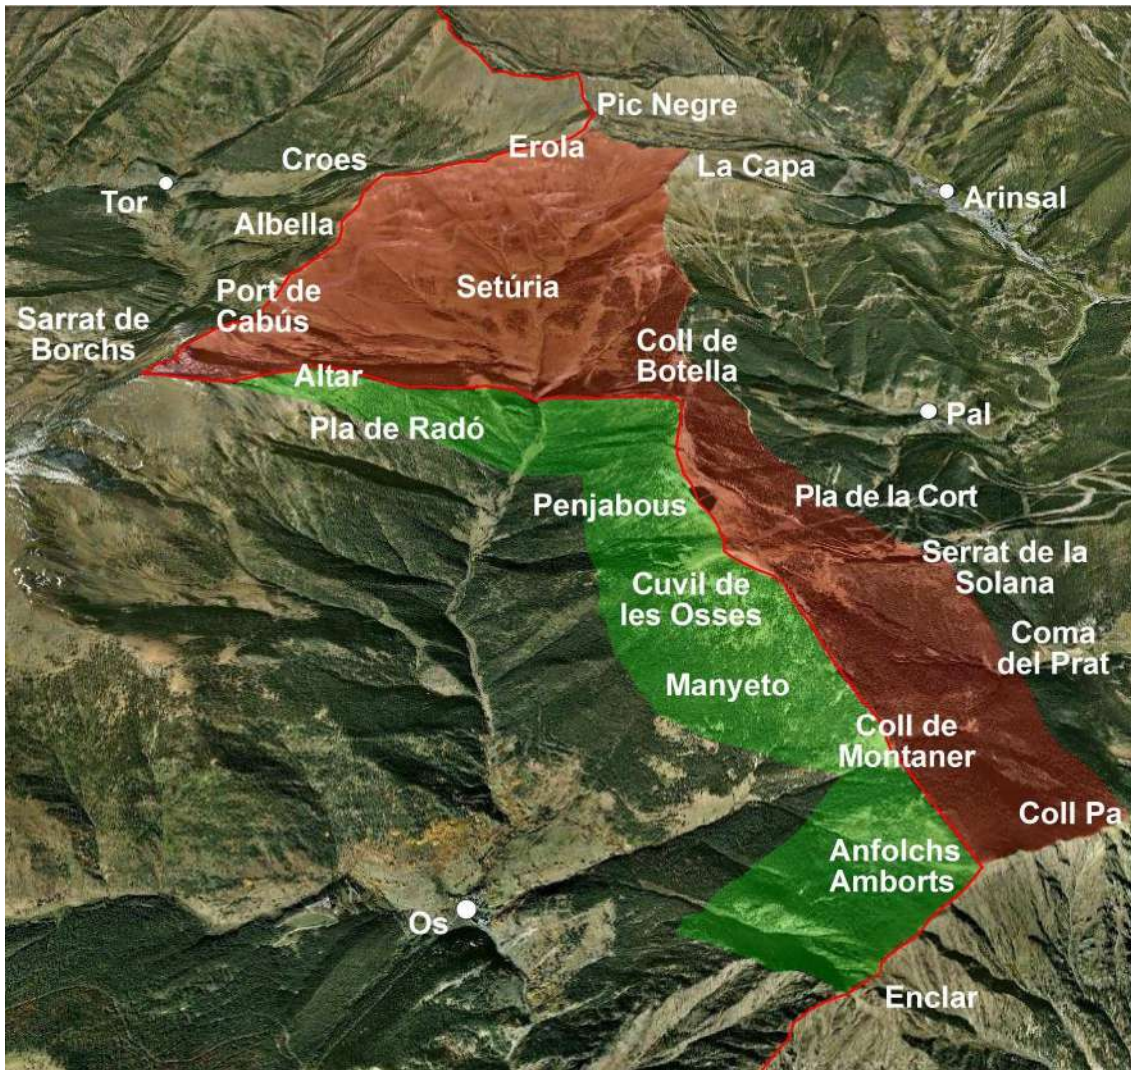 Pic Negre
Erola
Croes
La Capa
Tor
Arinsal
Albella
Setúria
Port de
Cabús
Sarrat de
Borchs
Coll de
Botella
Altar
Pla de Radó
Pal
Penjabous
Pla de la Cort
Serrat de la
Solana
Cuvil de
les Osses
Coma
del Prat
Manyeto
Coll de
Montaner
Coll Pa
Anfolchs
Amborts
Os
Enclar